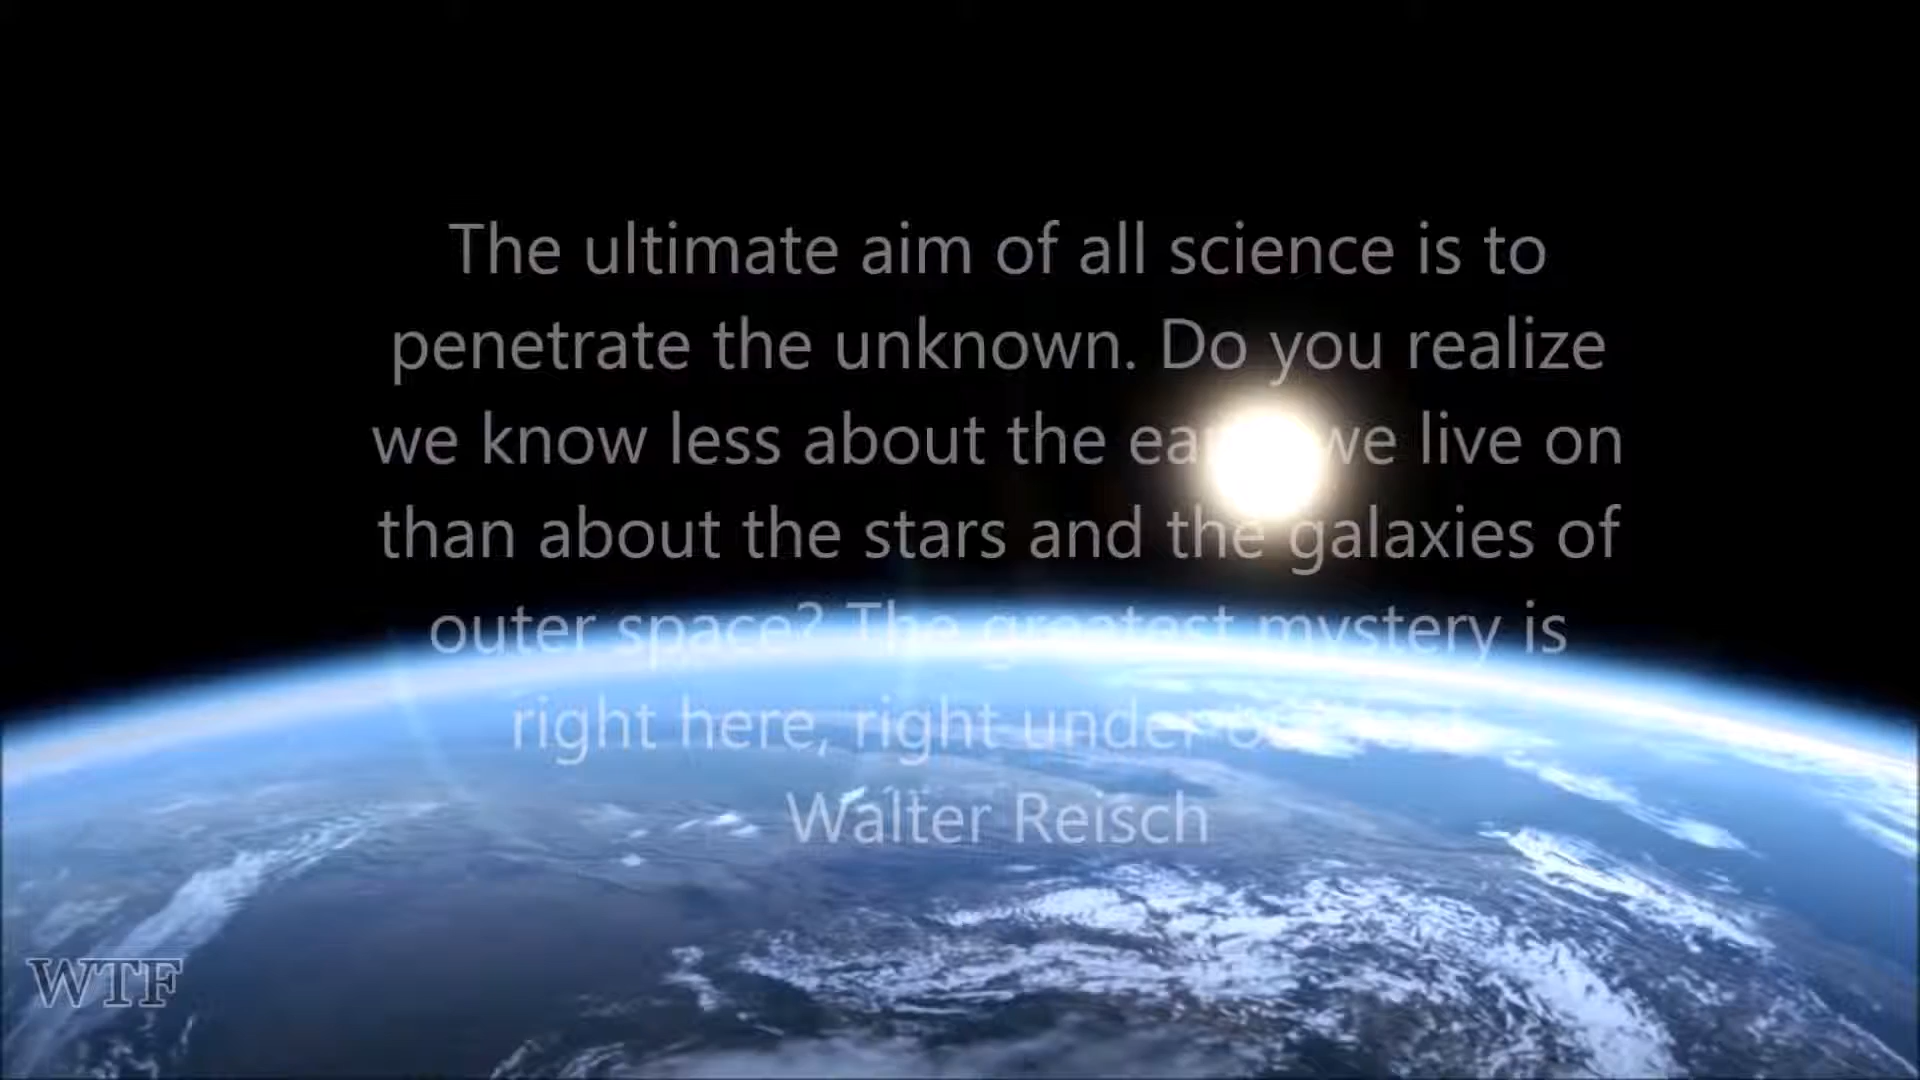 The ultimate aim of all science is to
penetrate the unknown. Do you realize
we know less about the earth we live on
than about the stars and the galaxies of
outer space? The greatest mystery is
right here, right under
Walter Reisch
WTF